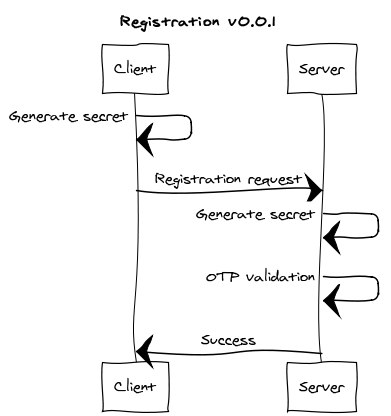 Registration v0.0.1
Client
Server
Generate secret
Registration request
Generate secret
OTP validation
Success
Client
Server